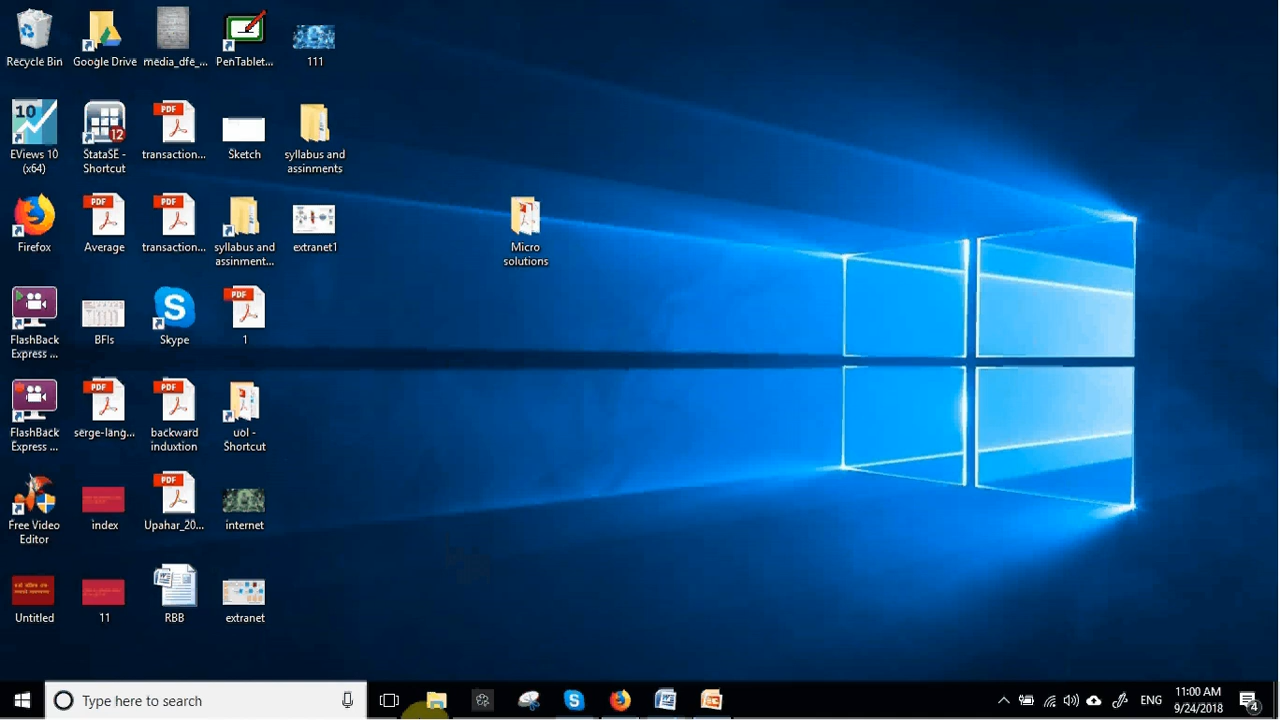 Recycle Bin
Google Drive
media_dfe_...
PenTablet...
111
EViews 10
(x64)
StataSE -
Shortcut
transaction...
Sketch
syllabus and
assinments
Firefox
Average
transaction...
syllabus and
assinment...
extranet1
Micro
solutions
FlashBack
Express ...
BFIs
Skype
1
FlashBack
Express ...
serge-lang...
backward
induxtion
uol -
Shortcut
Free Video
Editor
index
Upahar_20...
internet
Untitled
11
RBB
extranet
Type here to search
ENG
11:00 AM
9/24/2018
4